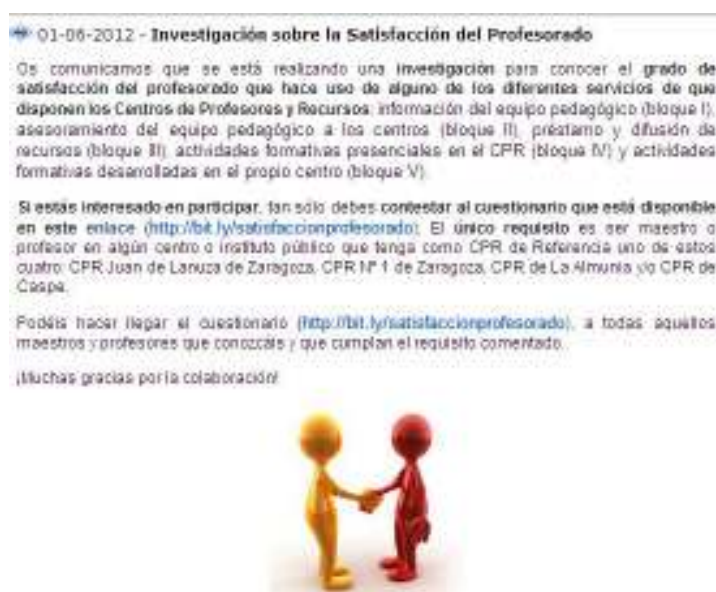 01-06-2012 - Investigación sobre la Satisfacción del Profesorado
Os comunicamos que se está realizando una investigación para conocer el grado de
satisfacción del profesorado que hace uso de alguno de los diferentes servicios de que
disponen los Centros de Profesores y Recursos: información del equipo pedagógico (bloque I),
asesoramiento del equipo pedagógico a los centros (bloque II), préstamo y difusión de
recursos (bloque III), actividades formativas presenciales en el CPR (bloque IV) y actividades
formativas desarrolladas en el propio centro (bloque V).
Si estás interesado en participar, tan sólo debes contestar al cuestionario que está disponible
en este enlace (http://bit.ly/satisfaccionprofesorado). El único requisito es ser maestro o
profesor en algún centro o instituto público que tenga como CPR de Referencia uno de estos
cuatro: CPR Juan de Lanuza de Zaragoza, CPR Nº 1 de Zaragoza, CPR de La Almunia y/o CPR de
Caspe.
Podéis hacer llegar el cuestionario (http://bit.ly/satisfaccionprofesorado), a todas aquellos
maestros y profesores que conozcáis y que cumplan el requisito comentado.
¡Muchas gracias por la colaboración!